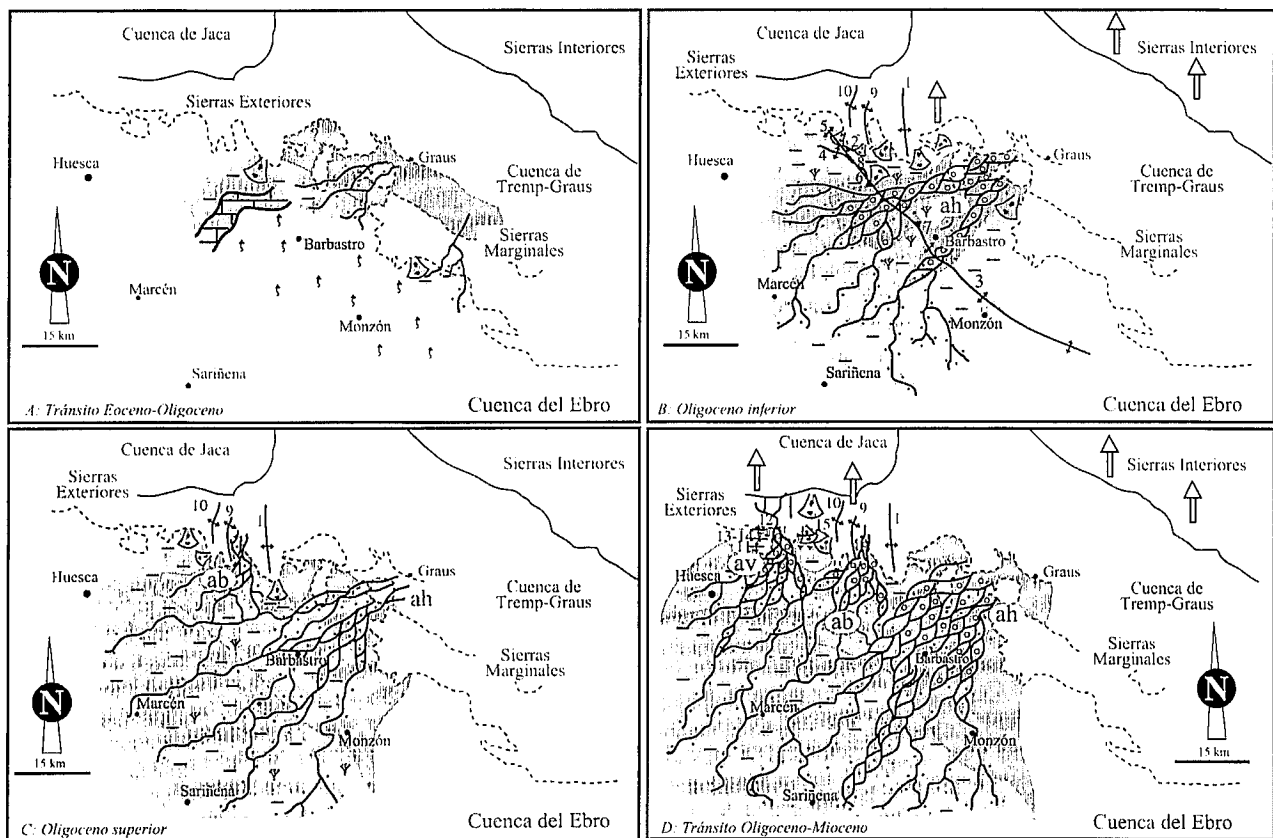 Cuenca de Jaca
Sierras Interiores
Sierras Exteriores
Huesca
Graus
Cuenca de
Tremp-Graus
Sierras
Marginales
Barbastro
N
Marcén
15 km
Monzón
Sariñena
A: Tránsito Eoceno-Oligoceno
Cuenca del Ebro
Cuenca de Jaca
Sierras Interiores
Sierras
Exteriores
10
9
1
5
2
4
6
Huesca
Graus
Cuenca de
Tremp-Graus
ah
7
8
Barbastro
Sierras
Marginales
N
3
Marcén
Monzón
15 km
Sariñena
B: Oligoceno inferior
Cuenca del Ebro
Cuenca de Jaca
Sierras Interiores
Sierras
Exteriores
10
9
1
Huesca
ab
Graus
ah
Cuenca de
Tremp-Graus
Barbastro
Sierras
Marginales
N
Marcén
Monzón
15 km
Sariñena
C: Oligoceno superior
Cuenca del Ebro
Cuenca de Jaca
Sierras Interiores
Sierras
Exteriores
12
10
9
1
13
14
15
av
Huesca
Graus
ab
ah
Cuenca de
Tremp-Graus
Barbastro
Sierras
Marginales
N
Marcén
Monzón
15 km
Sariñena
D: Tránsito Oligoceno-Mioceno
Cuenca del Ebro